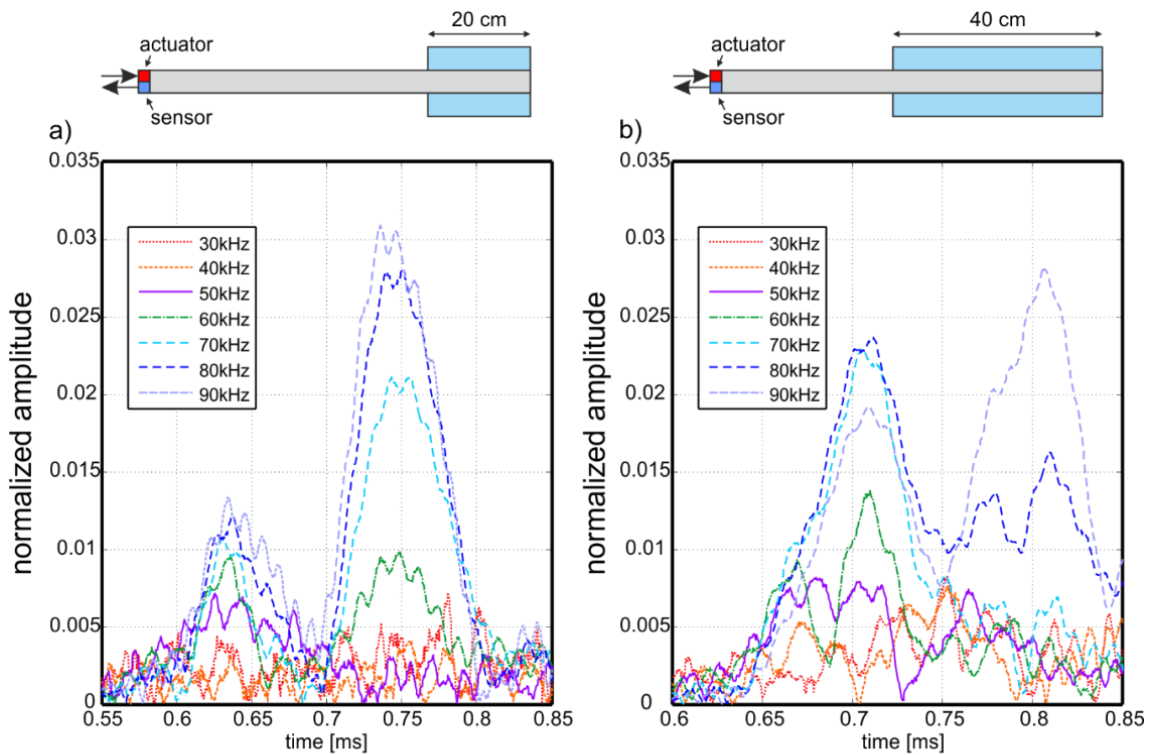 20 cm
actuator
sensor
a)
0.035
0.03
0.025
0.02
0.015
0.01
0.005
0
normalized amplitude
30kHz
40kHz
50kHz
60kHz
70kHz
80kHz
90kHz
0.55 0.6 0.65 0.7 0.75 0.8 0.85
time [ms]
40 cm
actuator
sensor
b)
0.035
0.03
0.025
0.02
0.015
0.01
0.005
0
normalized amplitude
30kHz
40kHz
50kHz
60kHz
70kHz
80kHz
90kHz
0.6 0.65 0.7 0.75 0.8 0.85
time [ms]